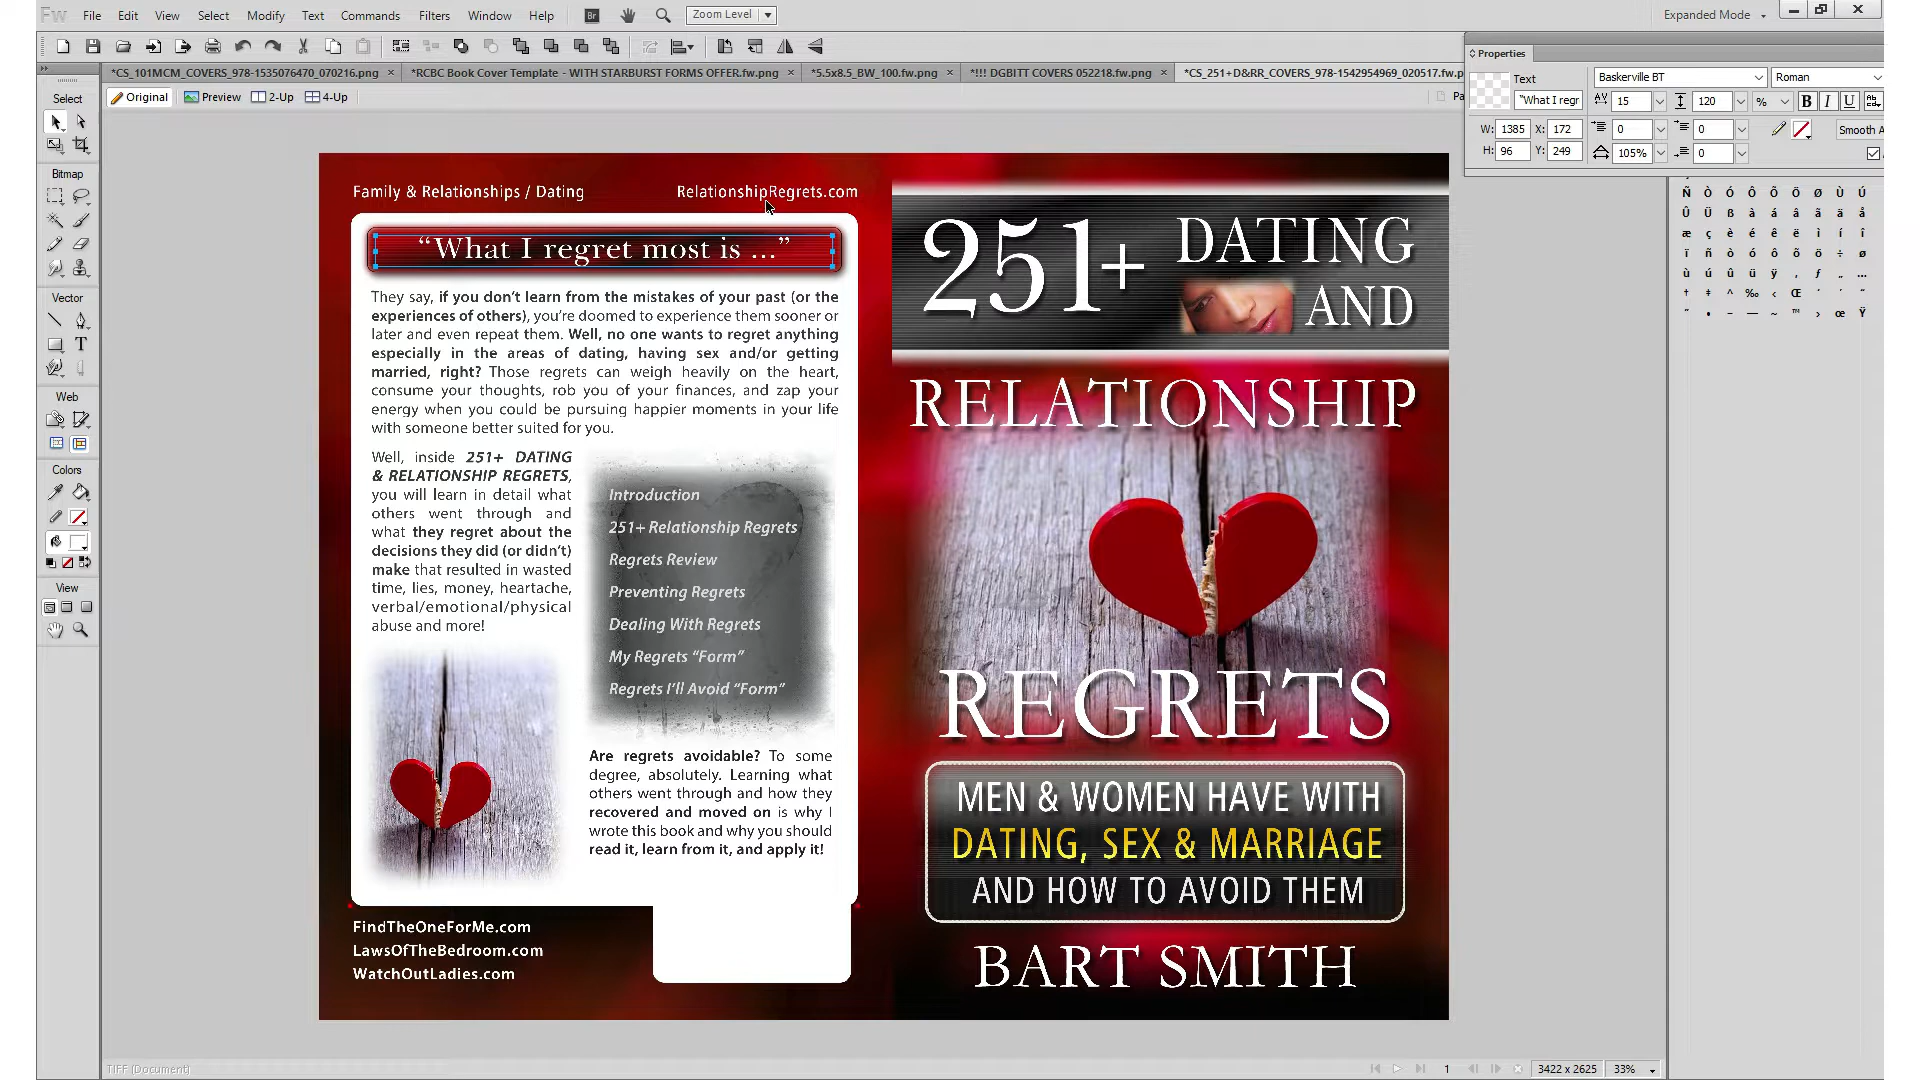 File Edit View Select Modify Text Commands Filters Window Help Br Zoom Level Expanded Mode
*CS_101MCM_COVERS_978-1535076470_070216.png × *RCBC Book Cover Template - WITH STARBURST FORMS OFFER.fw.png × *5.5x8.5_BW_100.fw.png × *!!! DGBITT COVERS 052218.fw.png × *CS_251+D&RR_COVERS_978-1542954969_020517.fw.p
Original Preview 2-Up 4-Up Pa
Properties
Text Baskerville BT Roman
"What I regr 15 120 % B I U
W: 1385 X: 172 0 0 Smooth A
H: 96 Y: 249 105% 0
Select
Bitmap
Vector
Web
Colors
View
Family & Relationships / Dating RelationshipRegrets.com
“What I regret most is ...”
They say, if you don’t learn from the mistakes of your past (or the
experiences of others), you’re doomed to experience them sooner or
later and even repeat them. Well, no one wants to regret anything
especially in the areas of dating, having sex and/or getting
married, right? Those regrets can weigh heavily on the heart,
consume your thoughts, rob you of your finances, and zap your
energy when you could be pursuing happier moments in your life
with someone better suited for you.
Well, inside 251+ DATING
& RELATIONSHIP REGRETS,
you will learn in detail what
others went through and
what they regret about the
decisions they did (or didn’t)
make that resulted in wasted
time, lies, money, heartache,
verbal/emotional/physical
abuse and more!
Introduction
251+ Relationship Regrets
Regrets Review
Preventing Regrets
Dealing With Regrets
My Regrets “Form”
Regrets I’ll Avoid “Form”
Are regrets avoidable? To some
degree, absolutely. Learning what
others went through and how they
recovered and moved on is why I
wrote this book and why you should
read it, learn from it, and apply it!
FindTheOneForMe.com
LawsOfTheBedroom.com
WatchOutLadies.com
251+ DATING
AND
RELATIONSHIP
REGRETS
MEN & WOMEN HAVE WITH
DATING, SEX & MARRIAGE
AND HOW TO AVOID THEM
BART SMITH
Ñ Ò Ó Ô Õ Ö Ø Ù Ú
Û Ü ß à á â ã ä å
æ ç è é ê ë ì í î
ï ñ ò ó ô õ ö ÷ ø
ù ú û ü ÿ ‚ ƒ „ …
† ‡ ^ ‰ ‹ Œ
• – — ~ ™ › œ Ÿ
TIFF (Document) 1 3422 x 2625 33%